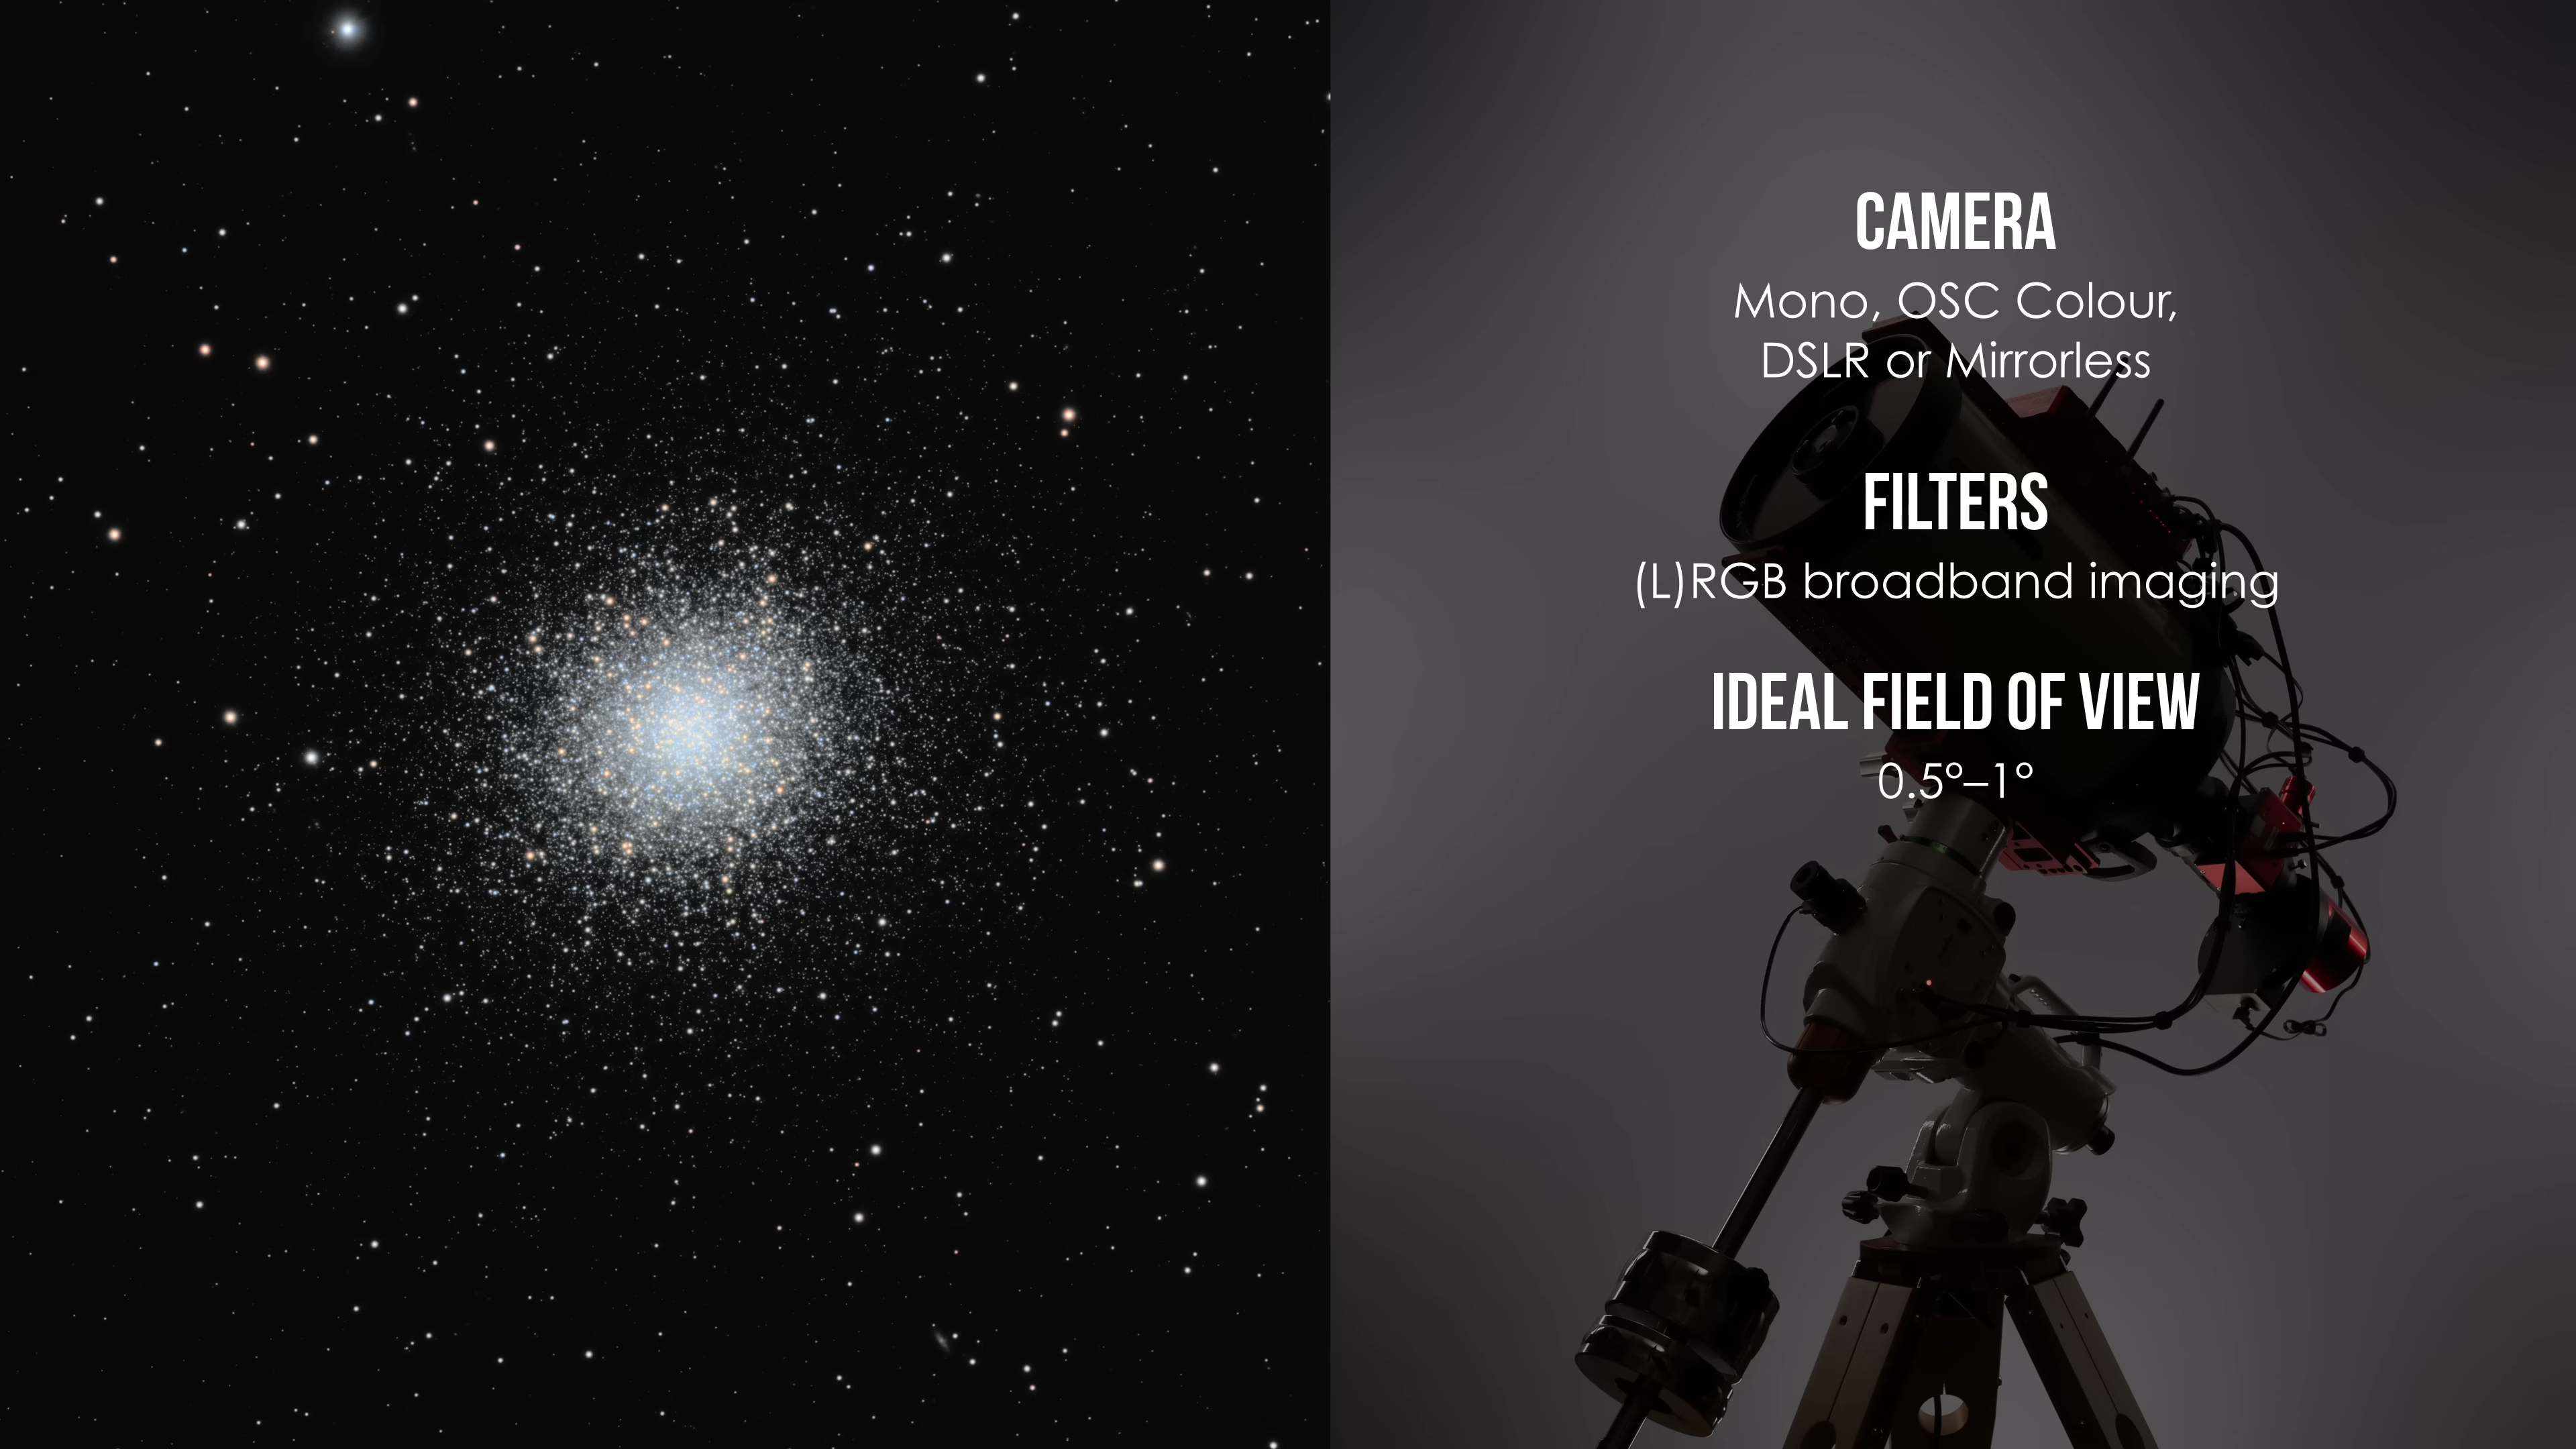 CAMERA
Mono, OSC Colour,
DSLR or Mirrorless
FILTERS
(L)RGB broadband imaging
IDEAL FIELD OF VIEW
0.5°–1°